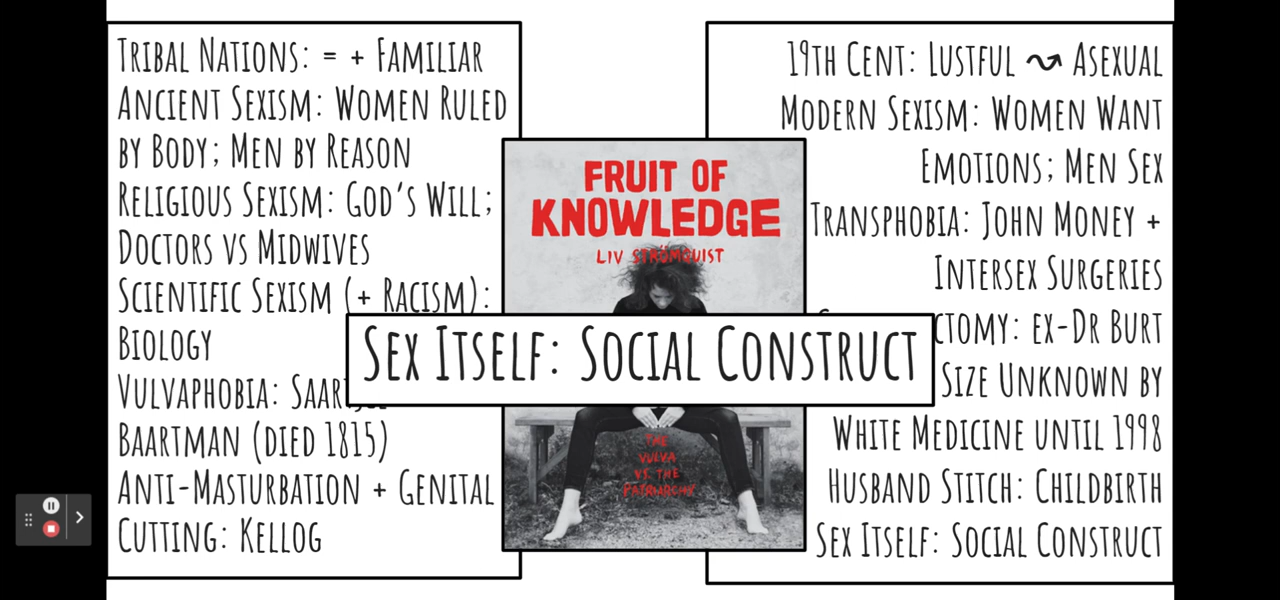 Tribal Nations: = + Familiar
Ancient Sexism: Women Ruled
by Body; Men by Reason
Religious Sexism: God's Will;
Doctors vs Midwives
Scientific Sexism (+ Racism):
Biology
Vulvaphobia:
Baartman (died 1815)
Anti-Masturbation + Genital
Cutting: Kellog
FRUIT OF
KNOWLEDGE
LIV STRÖMQUIST
Sex Itself: Social Construct
THE
VULVA
VS. THE
PATRIARCHY
19th Cent: Lustful ↝ Asexual
Modern Sexism: Women Want
Emotions; Men Sex
Transphobia: John Money +
Intersex Surgeries
ex-Dr Burt
Size Unknown by
White Medicine until 1998
Husband Stitch: Childbirth
Sex Itself: Social Construct